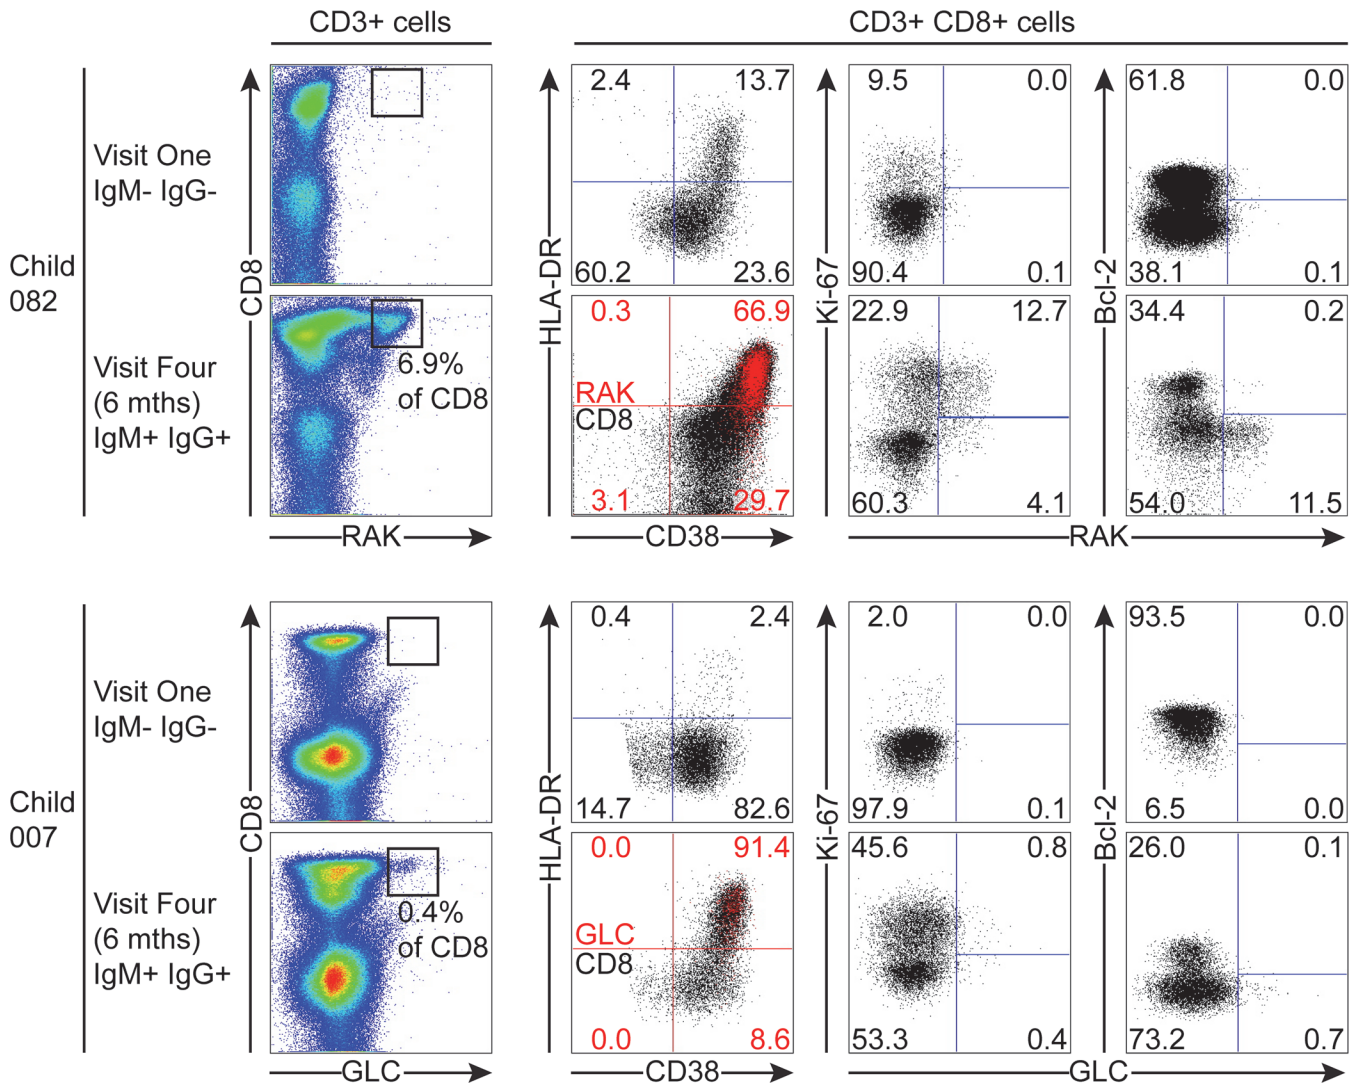 CD3+ cells
CD3+ CD8+ cells
Child
082
Visit One
IgM- IgG-
CD8
HLA-DR
2.4 13.7
60.2 23.6
Ki-67
9.5 0.0
90.4 0.1
Bcl-2
61.8 0.0
38.1 0.1
Visit Four
(6 mths)
IgM+ IgG+
6.9%
of CD8
0.3 66.9
RAK
CD8
3.1 29.7
22.9 12.7
60.3 4.1
34.4 0.2
54.0 11.5
RAK
CD38
RAK
Child
007
Visit One
IgM- IgG-
CD8
HLA-DR
0.4 2.4
14.7 82.6
Ki-67
2.0 0.0
97.9 0.1
Bcl-2
93.5 0.0
6.5 0.0
Visit Four
(6 mths)
IgM+ IgG+
0.4%
of CD8
0.0 91.4
GLC
CD8
0.0 8.6
45.6 0.8
53.3 0.4
26.0 0.1
73.2 0.7
GLC
CD38
GLC